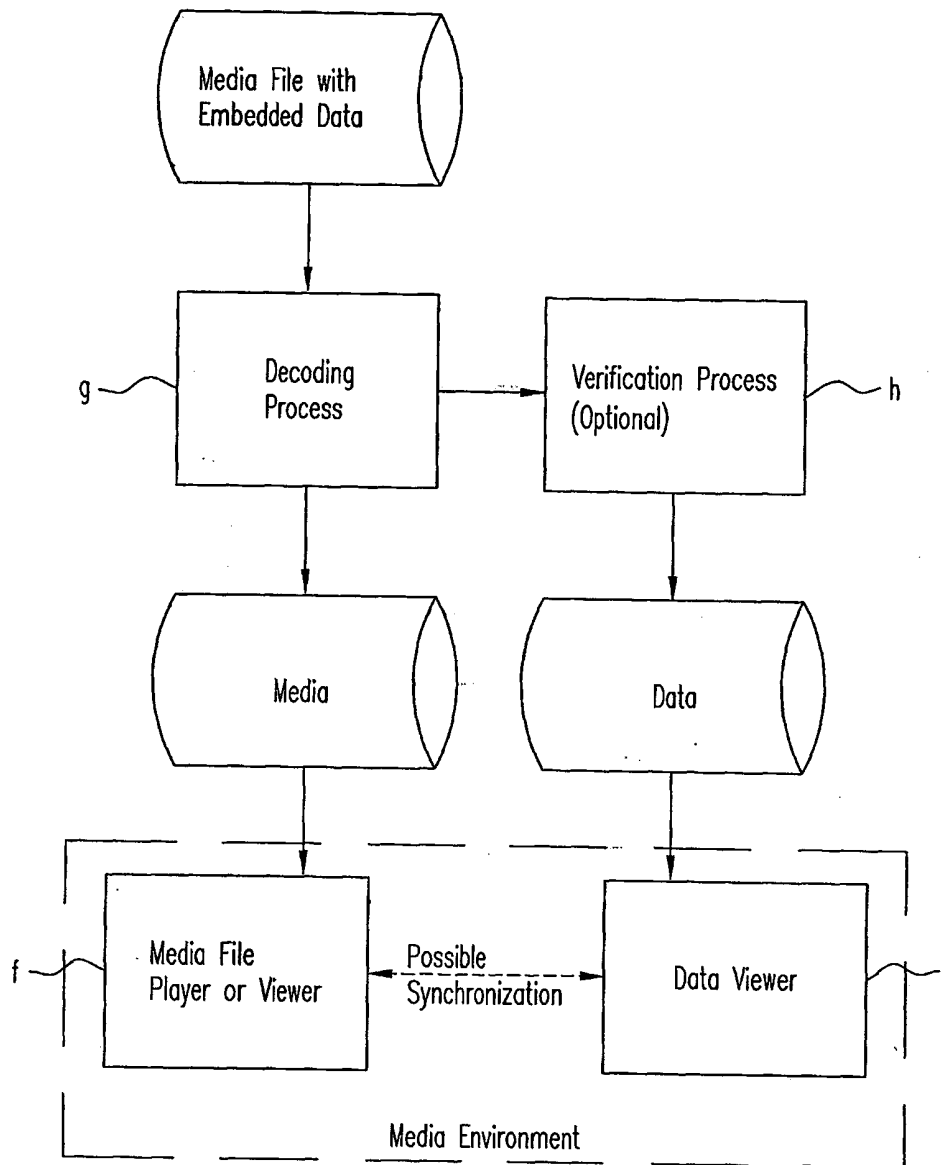 Media File with
Embedded Data
g
Decoding
Process
Verification Process
(Optional)
h
Media
Data
f
Media File
Player or Viewer
Possible
Synchronization
Data Viewer
Media Environment